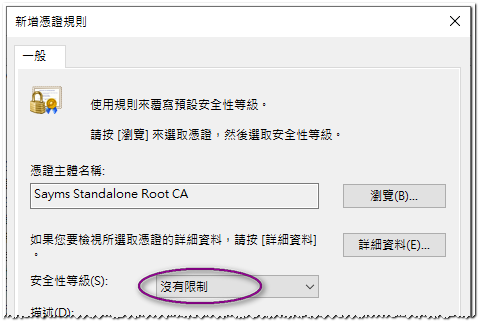 新增憑證規則
一般
使用規則來覆寫預設安全性等級。
請按 [瀏覽] 來選取憑證，然後選取安全性等級。
憑證主體名稱:
Sayms Standalone Root CA
瀏覽(B)...
如果您要檢視所選取憑證的詳細資料，請按 [詳細資料]
。
詳細資料(E)...
安全性等級(S):
沒有限制
描述(D):